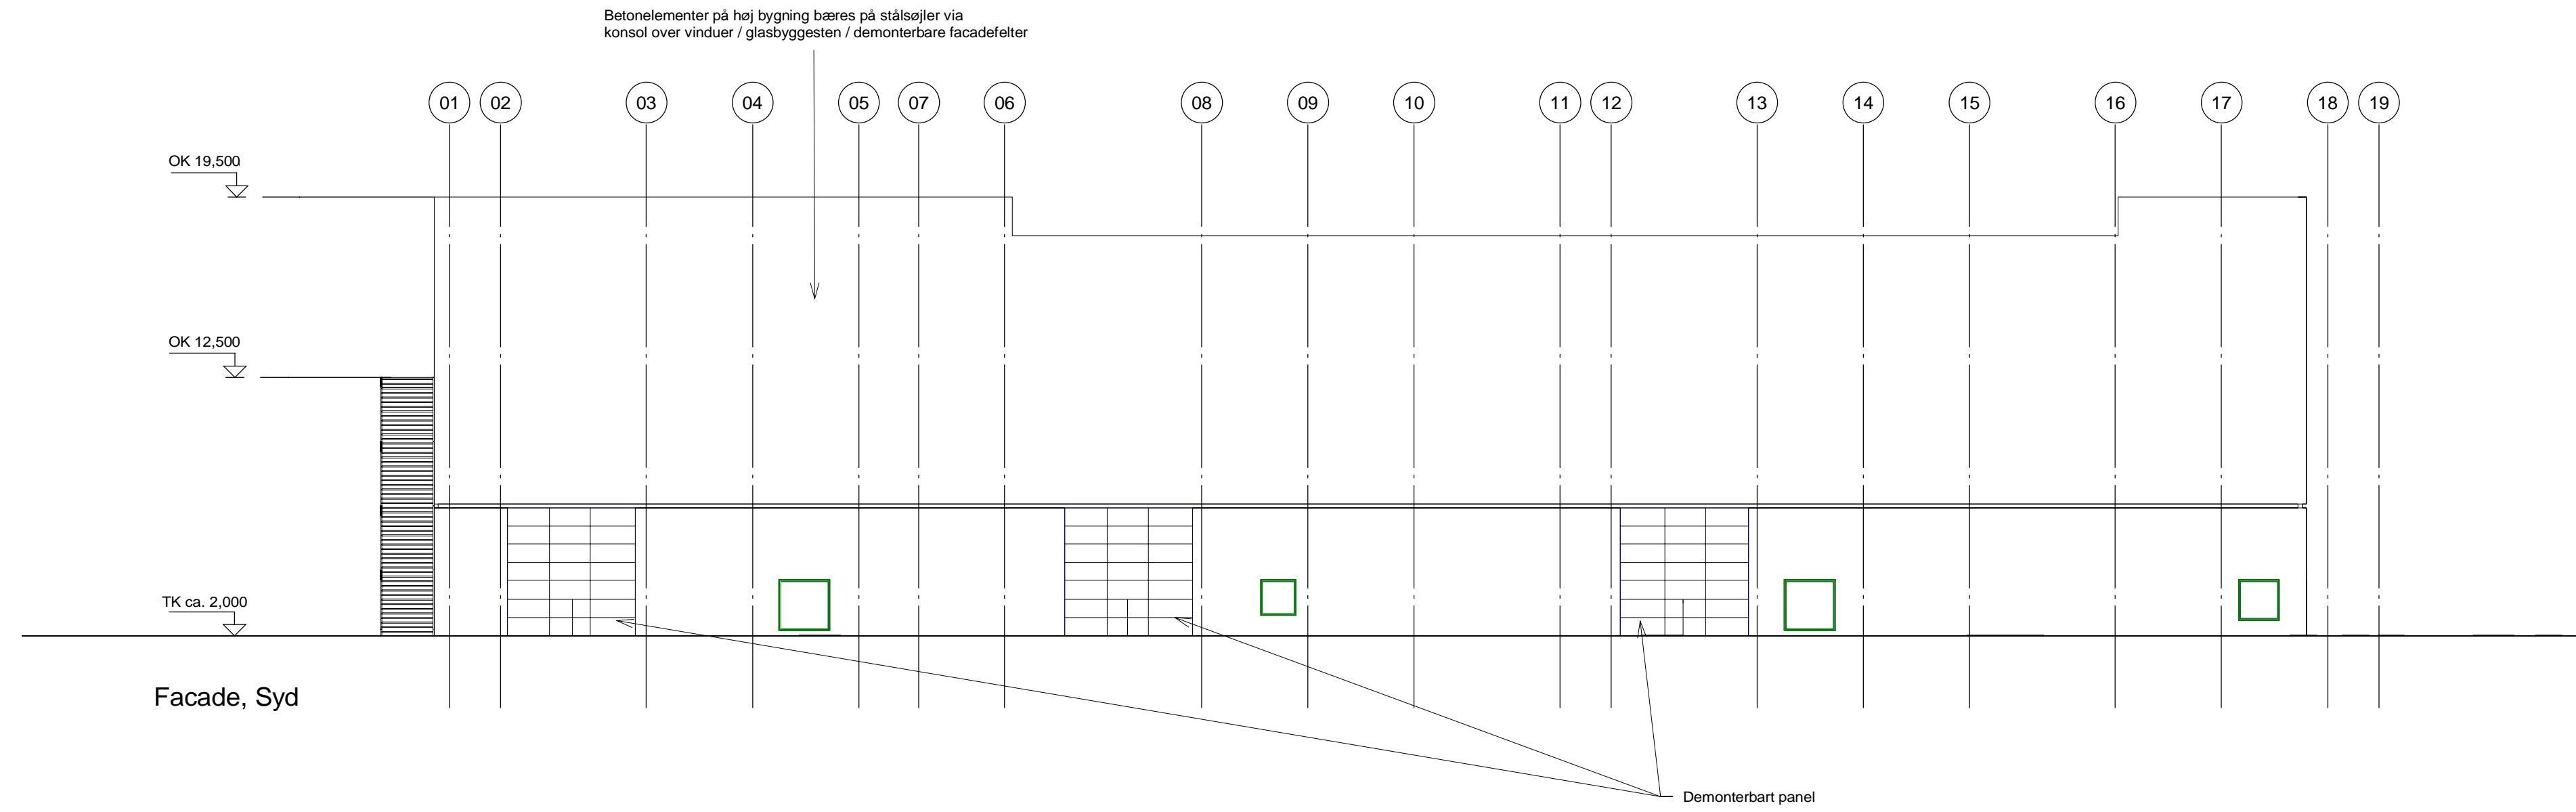 Betonelementer på høj bygning bæres på stålsøjler via
konsol over vinduer / glasbyggesten / demonterbare facadefelter
01 02 03 04 05 07 06 08 09 10 11 12 13 14 15 16 17 18 19
OK 19,500
OK 12,500
TK ca. 2,000
Facade, Syd
Demonterbart panel